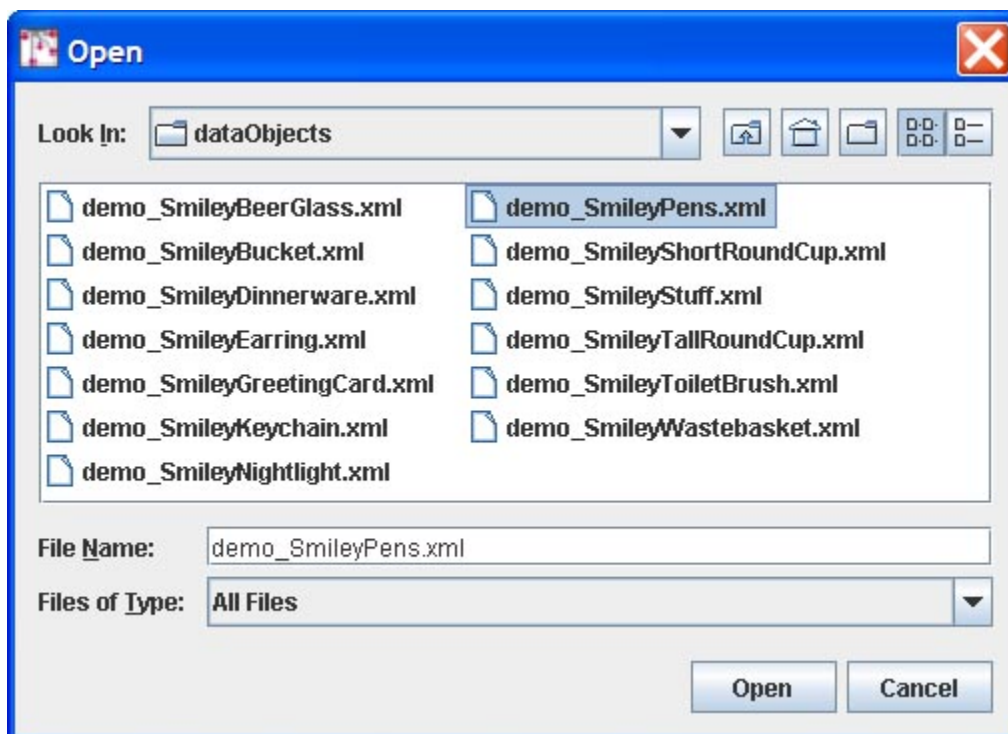 Open
Look In: dataObjects
demo_SmileyBeerGlass.xml
demo_SmileyBucket.xml
demo_SmileyDinnerware.xml
demo_SmileyEarring.xml
demo_SmileyGreetingCard.xml
demo_SmileyKeychain.xml
demo_SmileyNightlight.xml
demo_SmileyPens.xml
demo_SmileyShortRoundCup.xml
demo_SmileyStuff.xml
demo_SmileyTallRoundCup.xml
demo_SmileyToiletBrush.xml
demo_SmileyWastebasket.xml
File Name: demo_SmileyPens.xml
Files of Type: All Files
Open Cancel